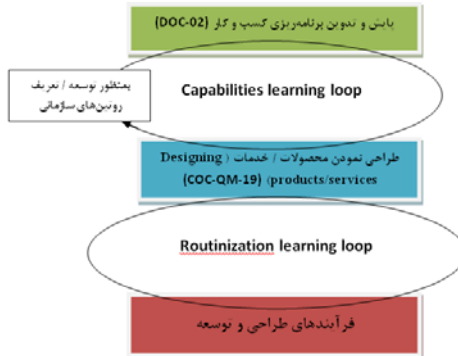 پایش و تدوین برنامه‌ریزی کسب و کار (DOC-02)
بمنظور توسعه / تعریف
روتین‌های سازمانی
Capabilities learning loop
طراحی نمودن محصولات / خدمات ( Designing
products/services) (COC-QM-19)
Routinization learning loop
فرآیندهای طراحی و توسعه